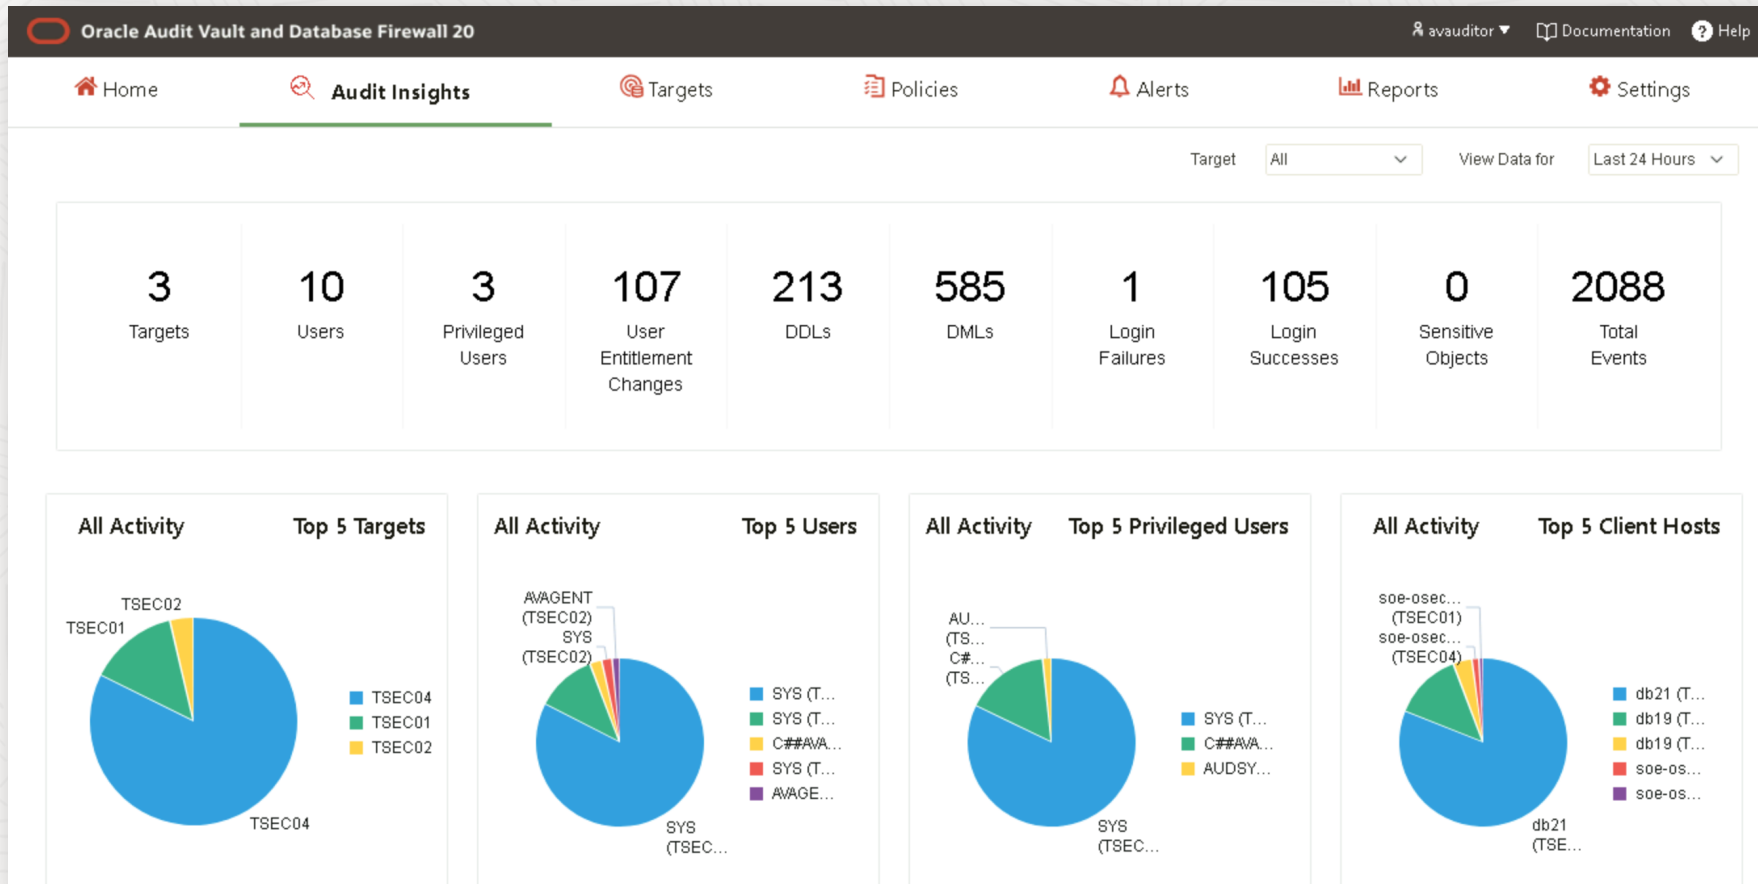 Oracle Audit Vault and Database Firewall 20
avauditor
Documentation
? Help
Home
Audit Insights
Targets
Policies
Alerts
Reports
Settings
Target
All
View Data for
Last 24 Hours
3
Targets
10
Users
3
Privileged
Users
107
User
Entitlement
Changes
213
DDLs
585
DMLs
1
Login
Failures
105
Login
Successes
0
Sensitive
Objects
2088
Total
Events
All Activity
Top 5 Targets
TSEC02
TSEC01
TSEC04
TSEC04
TSEC01
TSEC02
All Activity
Top 5 Users
AVAGENT
(TSEC02)
SYS
(TSEC02)
SYS
(TSEC...
SYS (T...
SYS (T...
C##AVA...
SYS (T...
AVAGE...
All Activity
Top 5 Privileged Users
AU...
(TS...
C#...
(TS...
SYS
(TSEC...
SYS (T...
C##AVA...
AUDSY...
All Activity
Top 5 Client Hosts
soe-osec...
(TSEC01)
soe-osec...
(TSEC04)
db21
(TSE...
db21 (T...
db19 (T...
db19 (T...
soe-os...
soe-os...